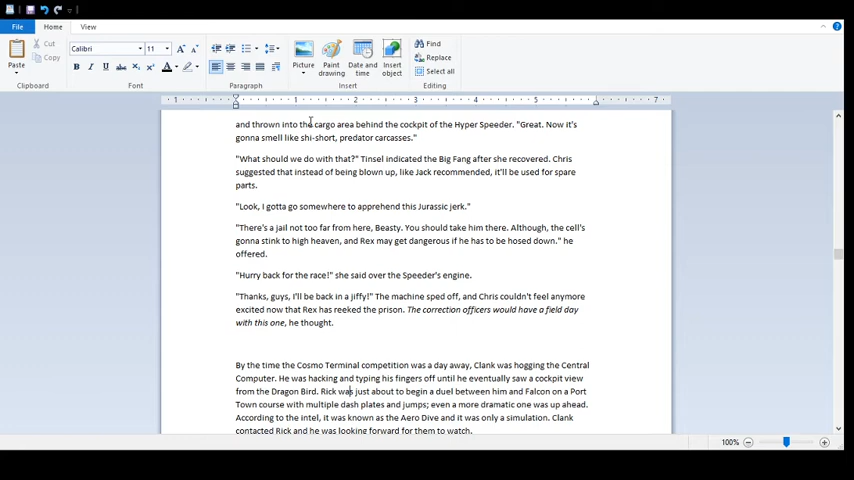 File Home View
Cut
Copy
Paste
Calibri 11
Find
Replace
Select all
Picture Paint drawing Date and time Insert object
Clipboard Font Paragraph Insert Editing
1 1 2 3 4 5 6 7
and thrown into the cargo area behind the cockpit of the Hyper Speeder. "Great. Now it's
gonna smell like shi-short, predator carcasses."
"What should we do with that?" Tinsel indicated the Big Fang after she recovered. Chris
suggested that instead of being blown up, like Jack recommended, it'll be used for spare
parts.
"Look, I gotta go somewhere to apprehend this Jurassic jerk."
"There's a jail not too far from here, Beasty. You should take him there. Although, the cell's
gonna stink to high heaven, and Rex may get dangerous if he has to be hosed down." he
offered.
"Hurry back for the race!" she said over the Speeder's engine.
"Thanks, guys, I'll be back in a jiffy!" The machine sped off, and Chris couldn't feel anymore
excited now that Rex has reeked the prison. The correction officers would have a field day
with this one, he thought.
By the time the Cosmo Terminal competition was a day away, Clank was hogging the Central
Computer. He was hacking and typing his fingers off until he eventually saw a cockpit view
from the Dragon Bird. Rick was just about to begin a duel between him and Falcon on a Port
Town course with multiple dash plates and jumps; even a more dramatic one was up ahead.
According to the intel, it was known as the Aero Dive and it was only a simulation. Clank
contacted Rick and he was looking forward for them to watch.
100%